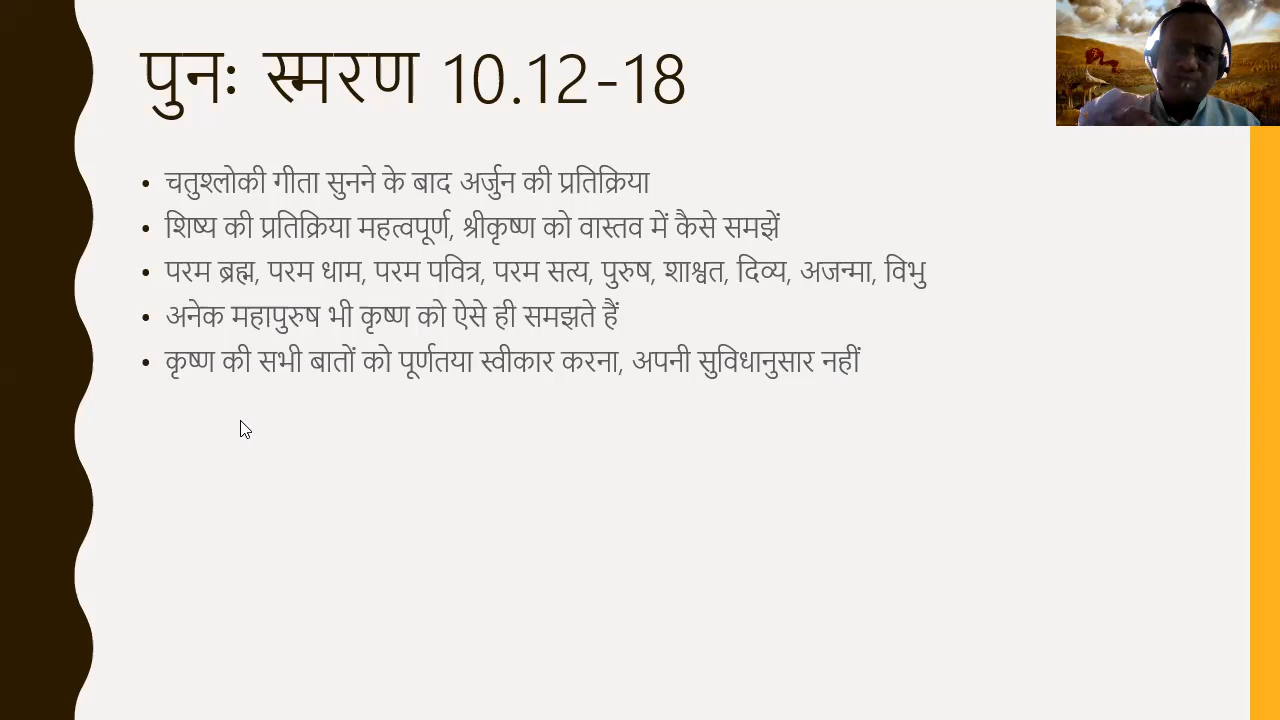 पुनः स्मरण 10.12-18
• चतुश्लोकी गीता सुनने के बाद अर्जुन की प्रतिक्रिया
• शिष्य की प्रतिक्रिया महत्वपूर्ण, श्रीकृष्ण को वास्तव में कैसे समझें
• परम ब्रह्म, परम धाम, परम पवित्र, परम सत्य, पुरुष, शाश्वत, दिव्य, अजन्मा, विभु
• अनेक महापुरुष भी कृष्ण को ऐसे ही समझते हैं
• कृष्ण की सभी बातों को पूर्णतया स्वीकार करना, अपनी सुविधानुसार नहीं